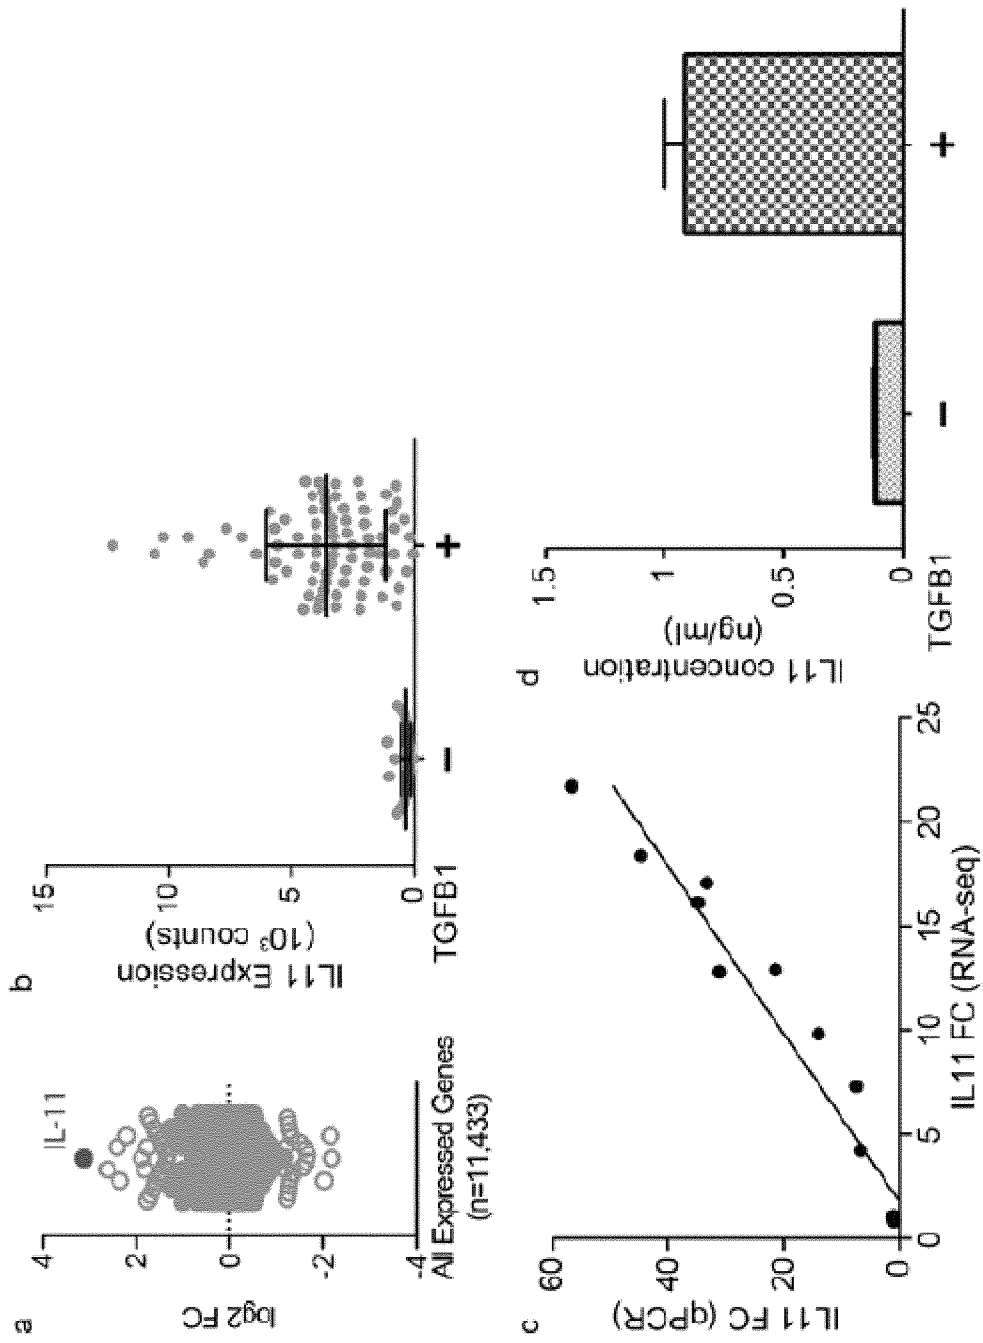 a
log2 FC
4
2
0
-2
-4
IL-11
All Expressed Genes
(n=11,433)
b
IL11 Expression
(10³ counts)
15
10
5
0
TGFB1
−
+
c
IL11 FC (qPCR)
60
40
20
0
0
5
10
15
20
25
IL11 FC (RNA-seq)
d
IL11 concentration
(ng/ml)
1.5
1
0.5
0
TGFB1
−
+